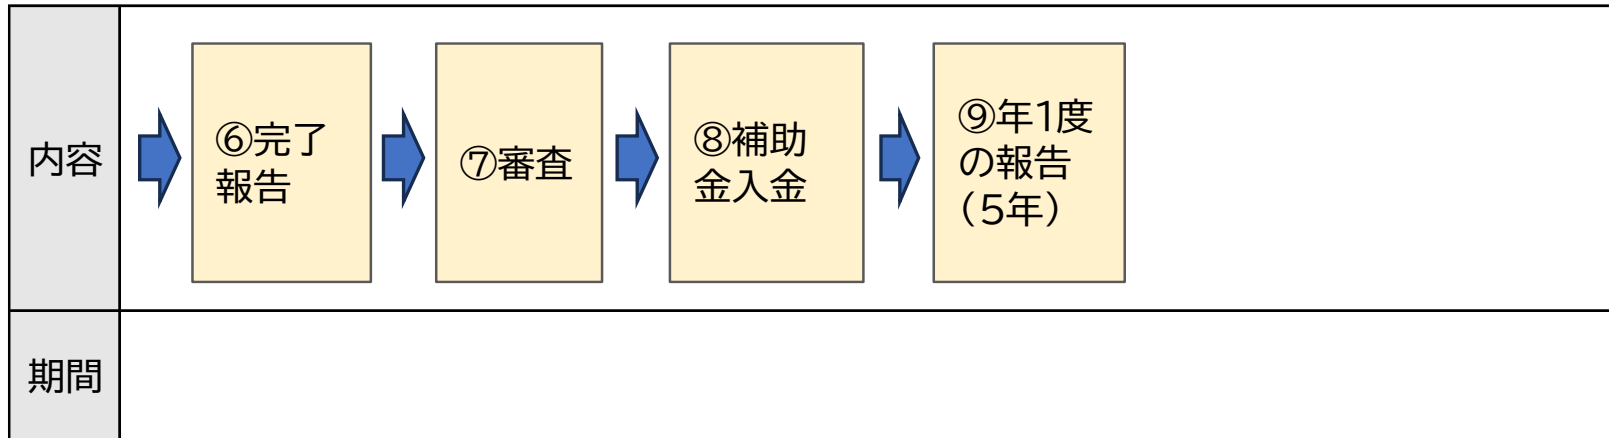 内容
⑥完了
報告
⑦審査
⑧補助
金入金
⑨年1度
の報告
（5年）
期間